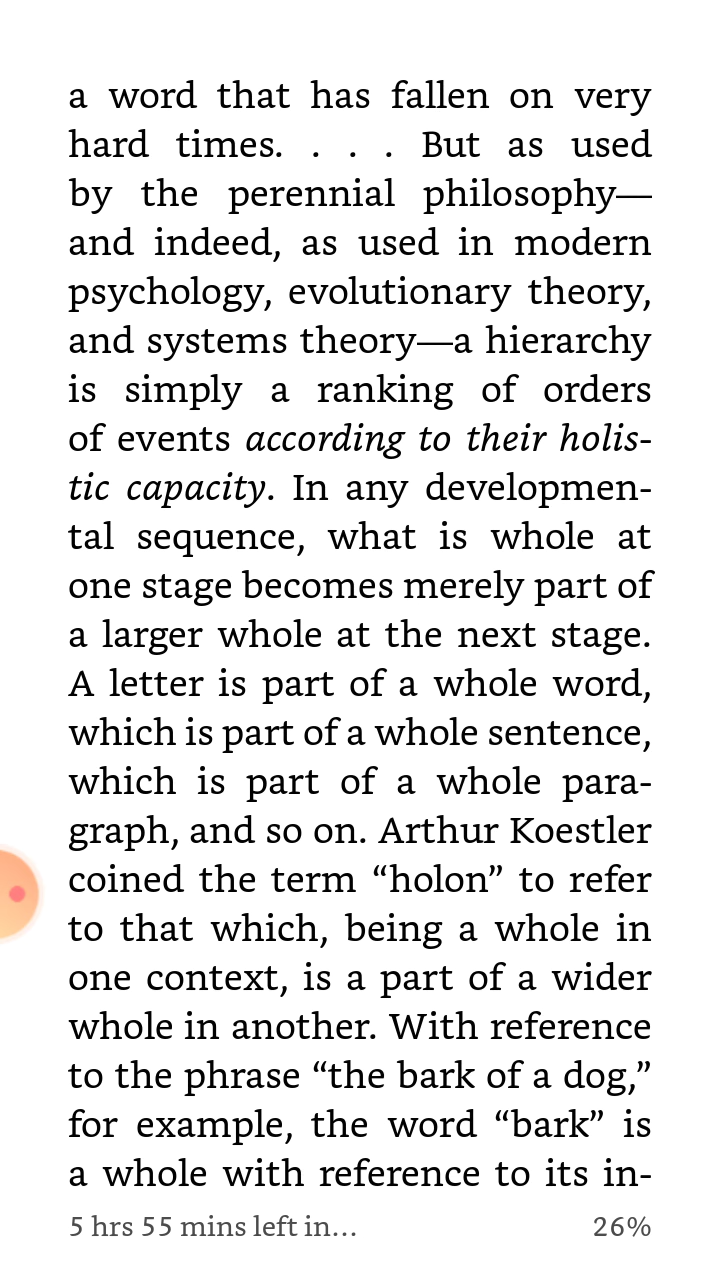 a word that has fallen on very
hard times. . . . But as used
by the perennial philosophy—
and indeed, as used in modern
psychology, evolutionary theory,
and systems theory—a hierarchy
is simply a ranking of orders
of events according to their holis-
tic capacity. In any developmen-
tal sequence, what is whole at
one stage becomes merely part of
a larger whole at the next stage.
A letter is part of a whole word,
which is part of a whole sentence,
which is part of a whole para-
graph, and so on. Arthur Koestler
coined the term “holon” to refer
to that which, being a whole in
one context, is a part of a wider
whole in another. With reference
to the phrase “the bark of a dog,”
for example, the word “bark” is
a whole with reference to its in-
5 hrs 55 mins left in... 26%